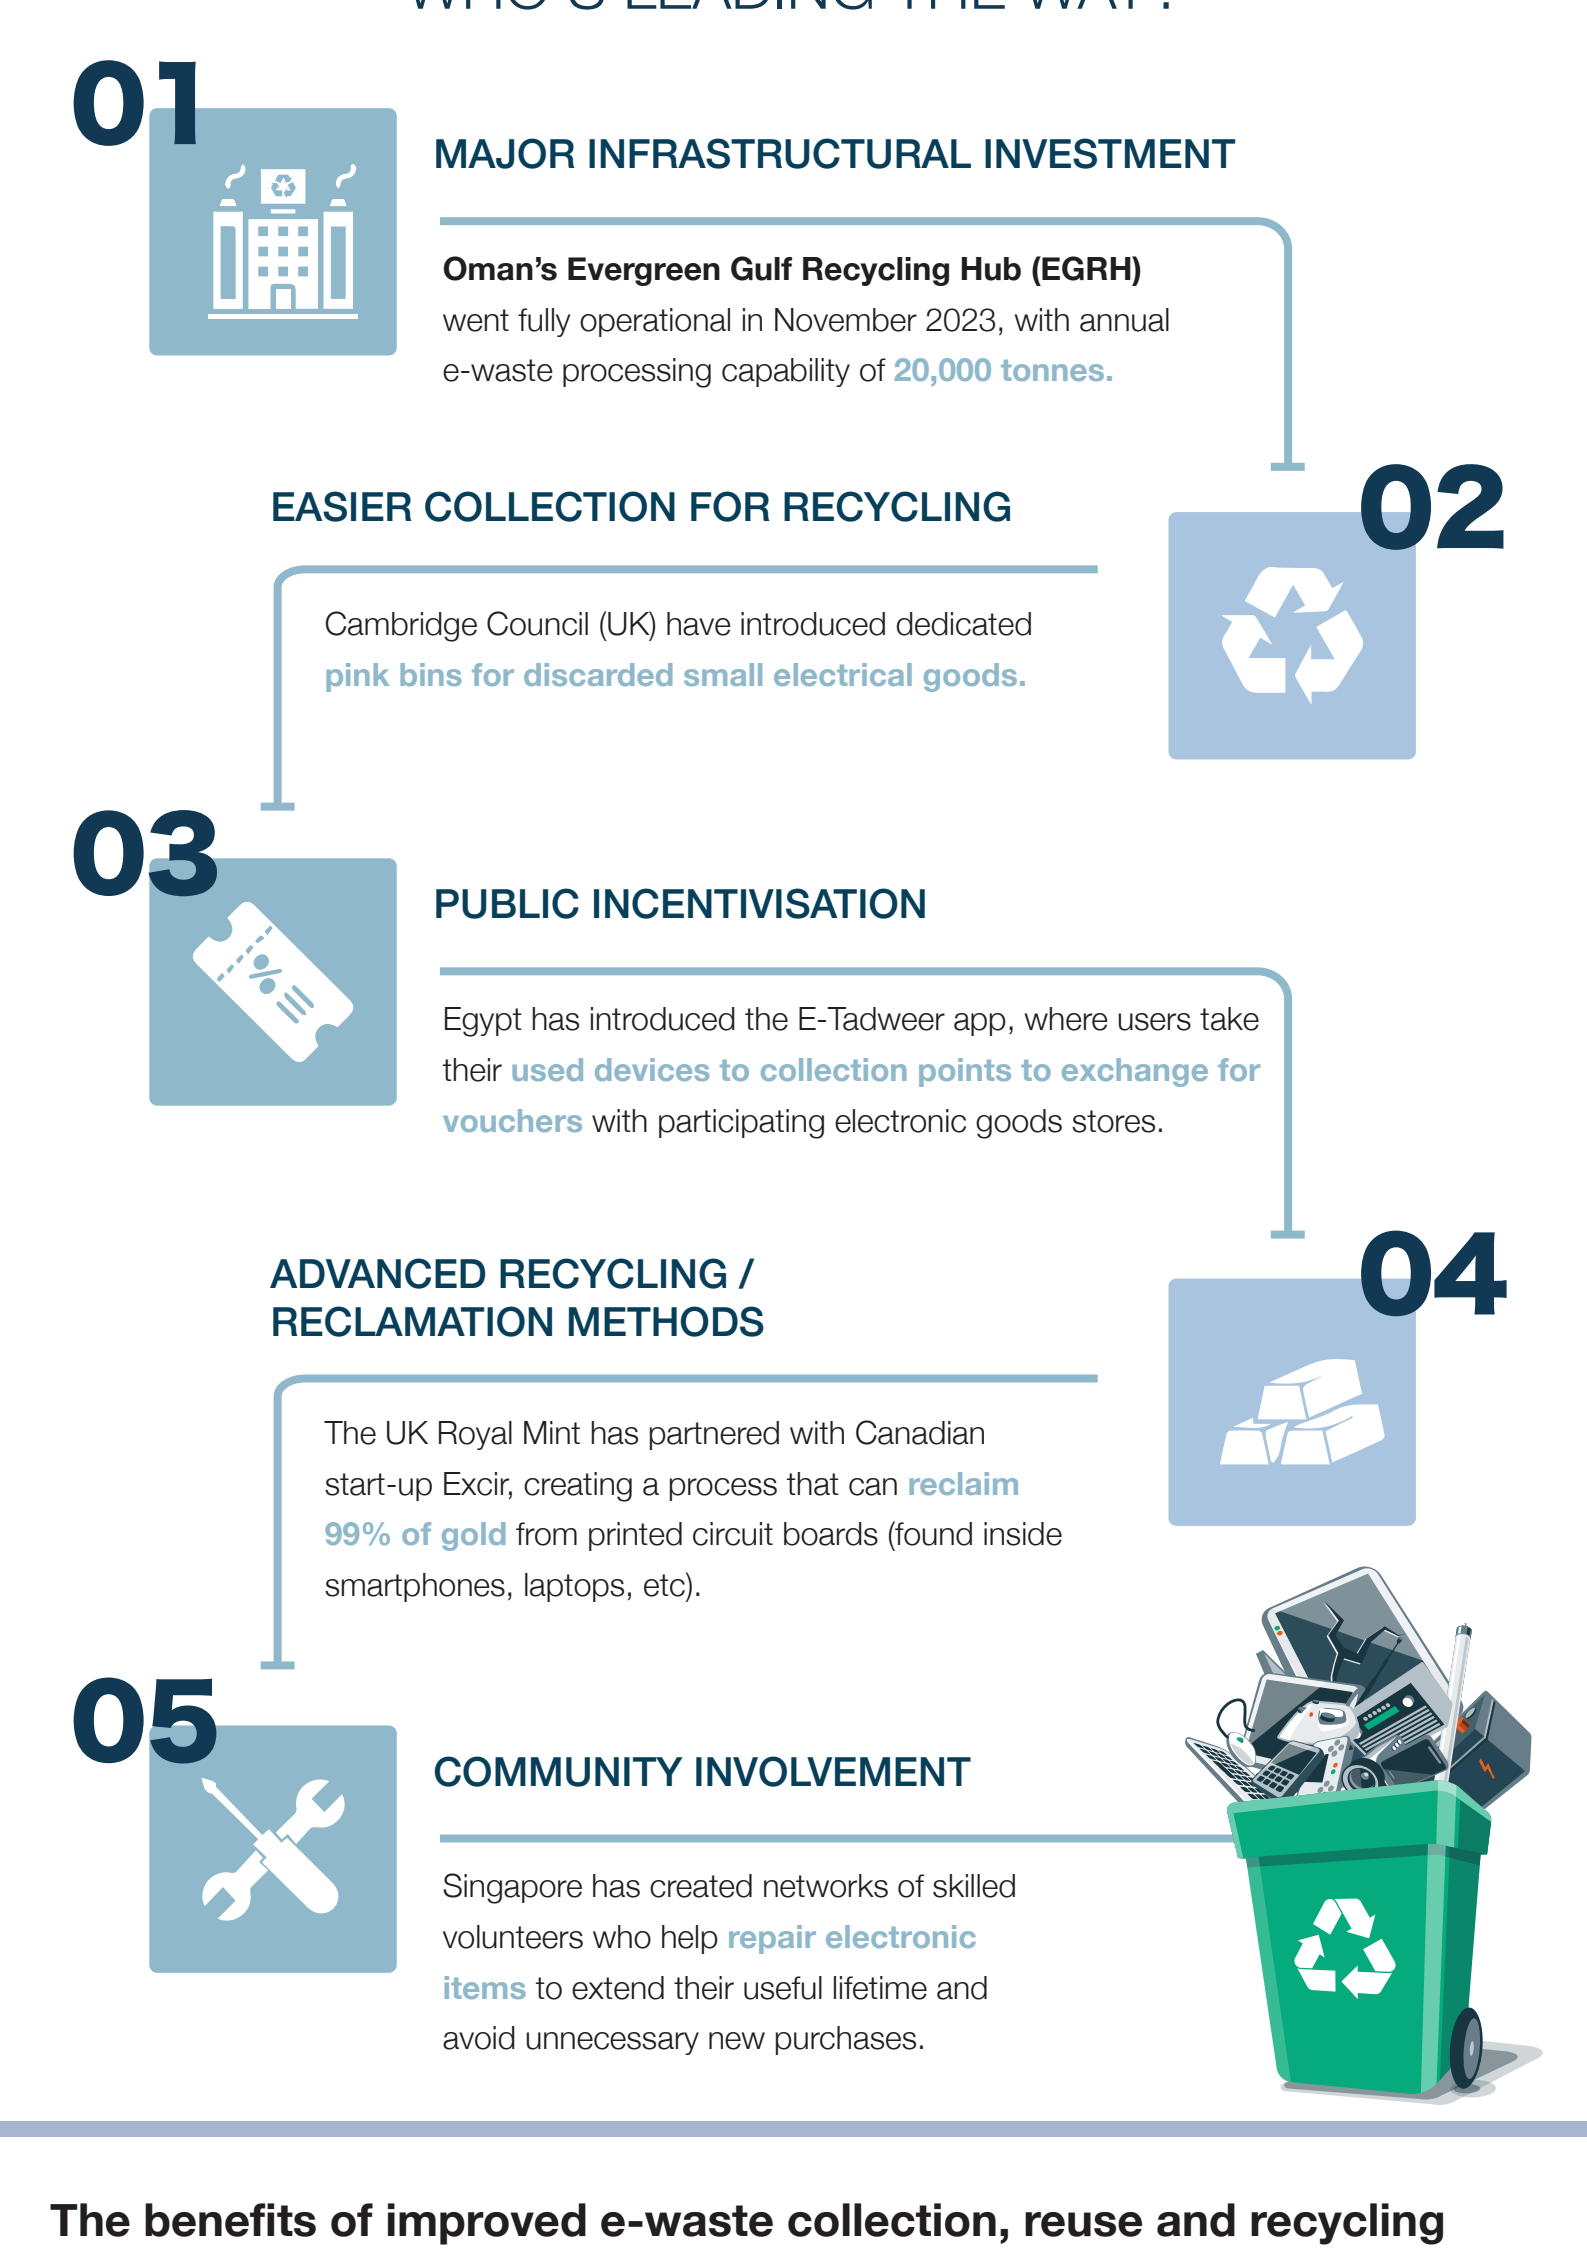 WHO'S LEADING THE WAY?
01
MAJOR INFRASTRUCTURAL INVESTMENT
Oman’s Evergreen Gulf Recycling Hub (EGRH)
went fully operational in November 2023, with annual
e-waste processing capability of 20,000 tonnes.
02
EASIER COLLECTION FOR RECYCLING
Cambridge Council (UK) have introduced dedicated
pink bins for discarded small electrical goods.
03
PUBLIC INCENTIVISATION
Egypt has introduced the E-Tadweer app, where users take
their used devices to collection points to exchange for
vouchers with participating electronic goods stores.
04
ADVANCED RECYCLING /
RECLAMATION METHODS
The UK Royal Mint has partnered with Canadian
start-up Excir, creating a process that can reclaim
99% of gold from printed circuit boards (found inside
smartphones, laptops, etc).
05
COMMUNITY INVOLVEMENT
Singapore has created networks of skilled
volunteers who help repair electronic
items to extend their useful lifetime and
avoid unnecessary new purchases.
The benefits of improved e-waste collection, reuse and recycling